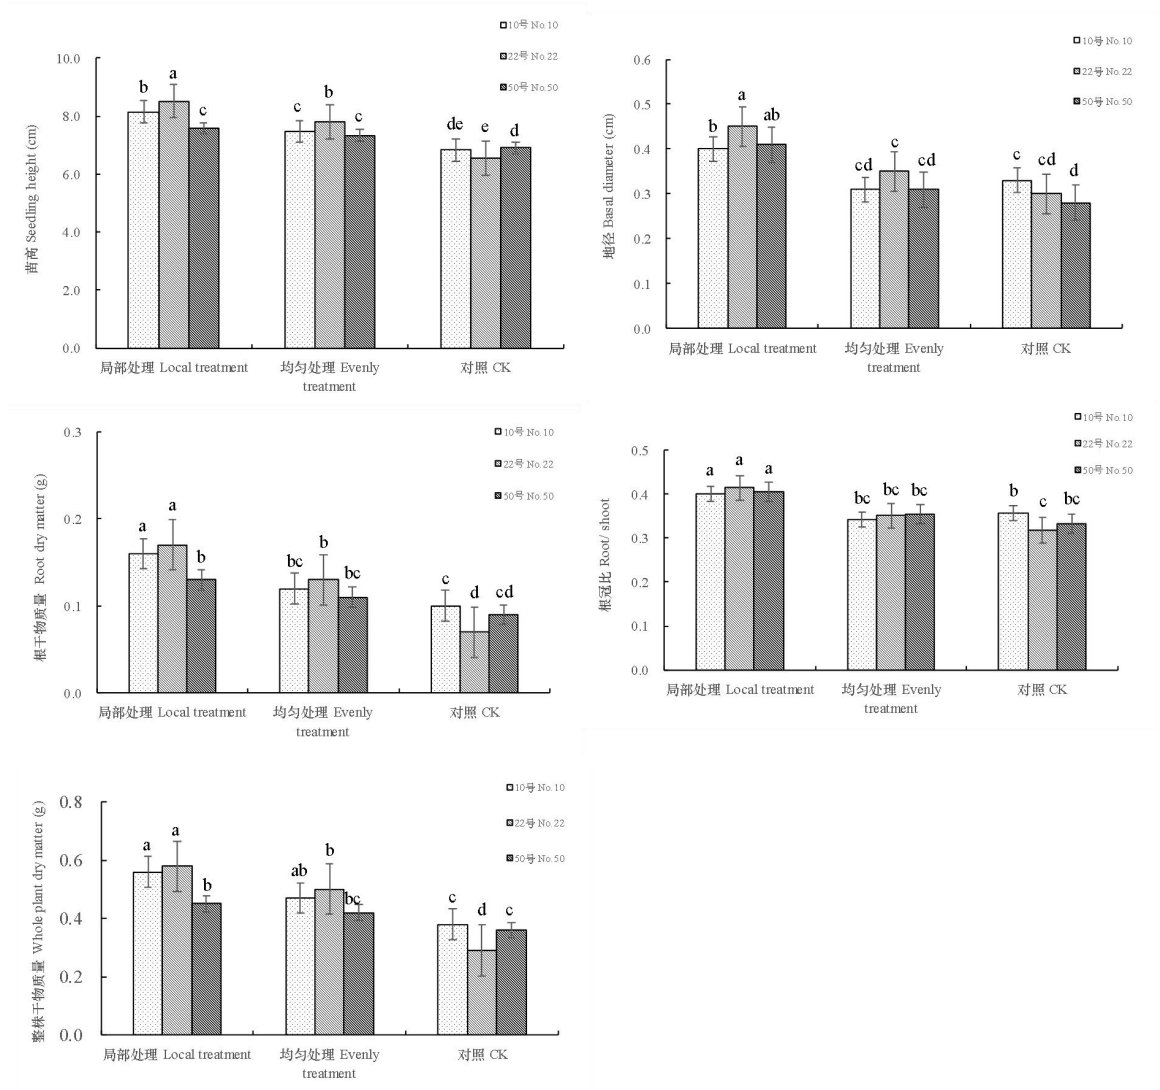 10号 No.10
22号 No.22
50号 No.50
苗高 Seedling height (cm)
10.0
8.0
6.0
4.0
2.0
0.0
b
a
c
c
b
c
de
e
d
局部处理 Local treatment
均匀处理 Evenly
treatment
对照 CK
10号 No.10
22号 No.22
50号 No.50
地径 Basal diameter (cm)
0.6
0.5
0.4
0.3
0.2
0.1
0.0
b
a
ab
cd
c
cd
c
cd
d
局部处理 Local treatment
均匀处理 Evenly
treatment
对照 CK
10号 No.10
22号 No.22
50号 No.50
根干物质量 Root dry matter (g)
0.3
0.2
0.1
0.0
a
a
b
bc
b
bc
c
d
cd
局部处理 Local treatment
均匀处理 Evenly
treatment
对照 CK
10号 No.10
22号 No.22
50号 No.50
根冠比 Root/ shoot
0.5
0.4
0.3
0.2
0.1
0.0
a
a
a
bc
bc
bc
b
c
bc
局部处理 Local treatment
均匀处理 Evenly
treatment
对照 CK
10号 No.10
22号 No.22
50号 No.50
整株干物质量 Whole plant dry matter (g)
0.8
0.6
0.4
0.2
0.0
a
a
b
ab
b
bc
c
d
c
局部处理 Local treatment
均匀处理 Evenly
treatment
对照 CK